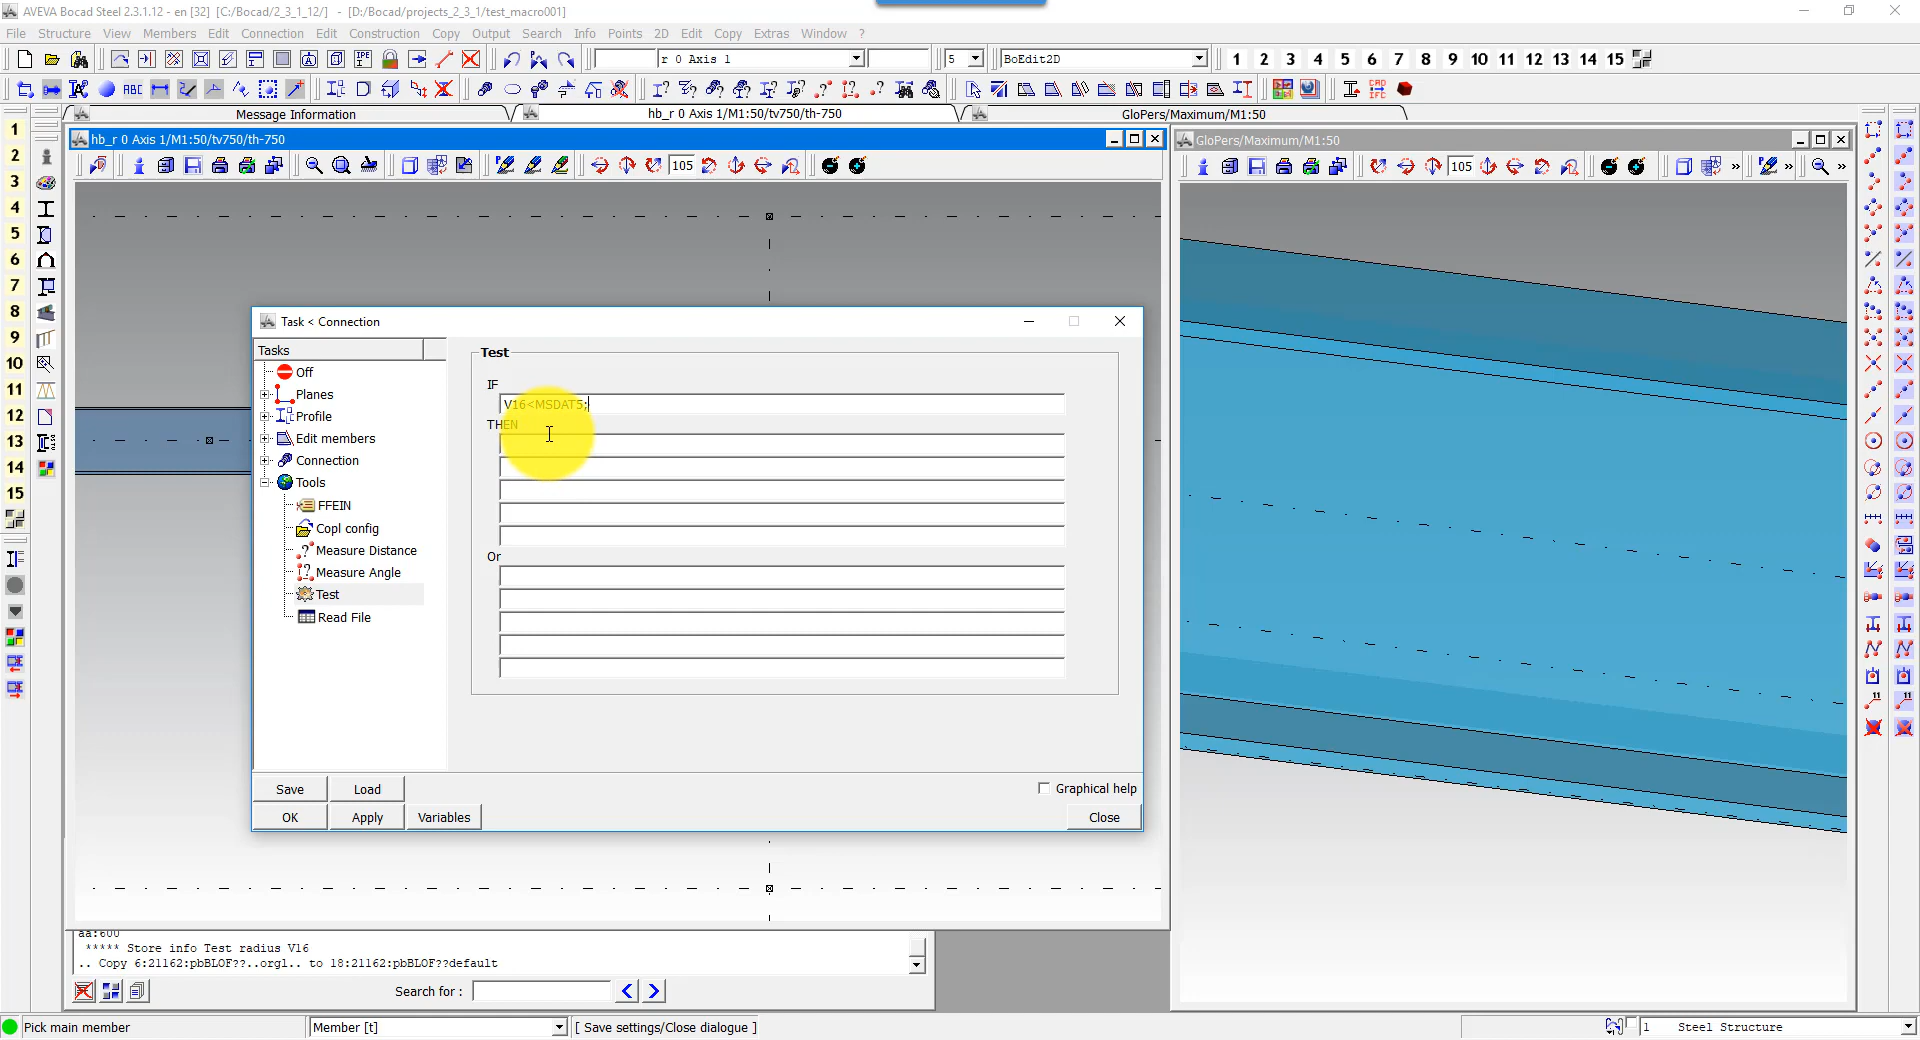 AVEVA Bocad Steel 2.3.1.12 - en [32] [C:/Bocad/2_3_1_12/] - [D:/Bocad/projects_2_3_1/test_macro001]
File Structure View Members Edit Connection Edit Construction Copy Output Search Info Points 2D Edit Copy Extras Window ?
r 0 Axis 1 5 BoEdit2D 1 2 3 4 5 6 7 8 9 10 11 12 13 14 15
ABC
Message Information hb_r 0 Axis 1/M1:50/tv750/th-750 GloPers/Maximum/M1:50
hb_r 0 Axis 1/M1:50/tv750/th-750 GloPers/Maximum/M1:50
105 105 » » »
1
2
3
4
5
6
7
8
9
10
11
12
13
14
15
Task < Connection
Tasks
Off
Planes
Profile
Edit members
Connection
Tools
FFEIN
Copl config
Measure Distance
Measure Angle
Test
Read File
Test
IF
V16<MSDAT5;
THEN
Or
Save Load Graphical help
OK Apply Variables Close
aa:600
***** Store info Test radius V16
.. Copy 6:21162:pbBLOF??..orgl.. to 18:21162:pbBLOF??default
Search for :
Pick main member Member [t] [ Save settings/Close dialogue ] 1 Steel Structure